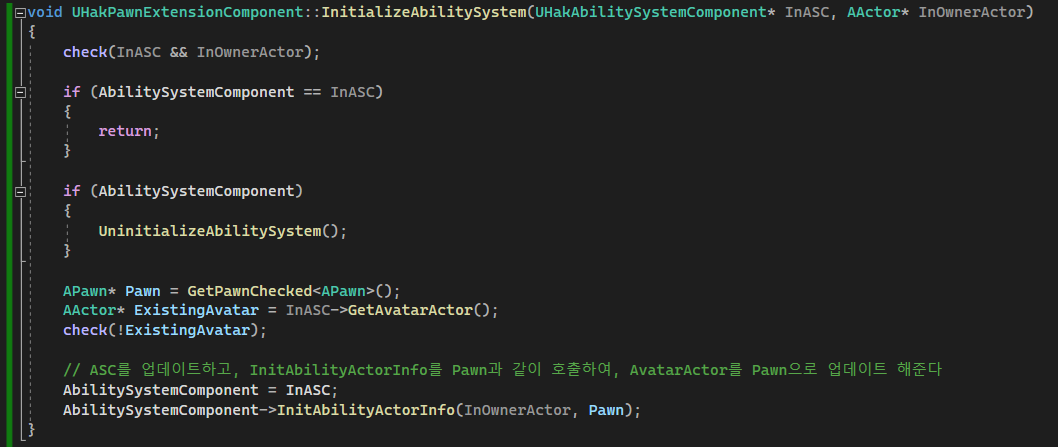 void UHakPawnExtensionComponent::InitializeAbilitySystem(UHakAbilitySystemComponent* InASC, AActor* InOwnerActor)
{
    check(InASC && InOwnerActor);

    if (AbilitySystemComponent == InASC)
    {
        return;
    }

    if (AbilitySystemComponent)
    {
        UninitializeAbilitySystem();
    }

    APawn* Pawn = GetPawnChecked<APawn>();
    AActor* ExistingAvatar = InASC->GetAvatarActor();
    check(!ExistingAvatar);

    // ASC를 업데이트하고, InitAbilityActorInfo를 Pawn과 같이 호출하여, AvatarActor를 Pawn으로 업데이트 해준다
    AbilitySystemComponent = InASC;
    AbilitySystemComponent->InitAbilityActorInfo(InOwnerActor, Pawn);
}